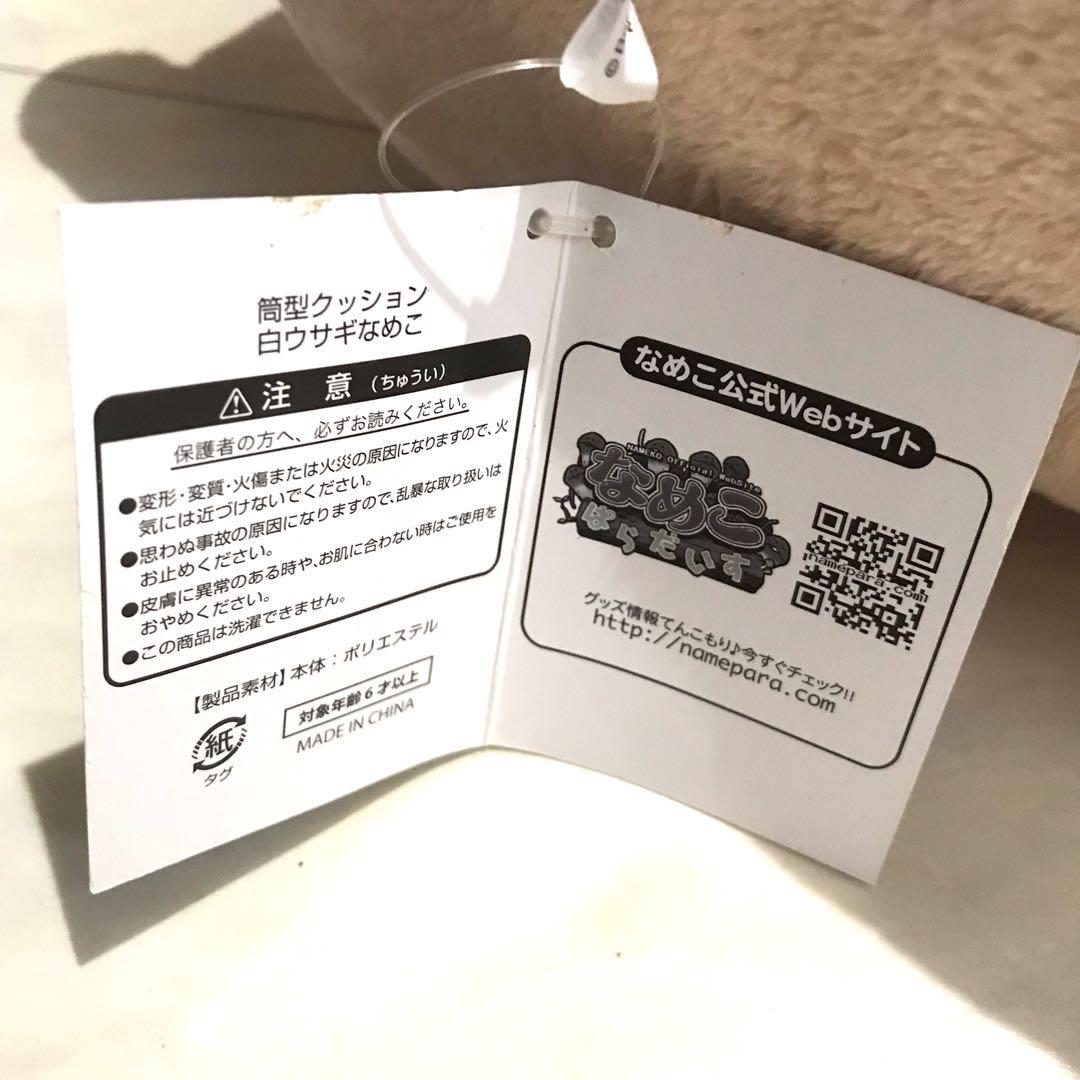 筒型クッション
白ウサギなめこ
注 意 (ちゅうい)
保護者の方へ、必ずお読みください。
●変形・変質・火傷または火災の原因になりますので、火
気には近づけないでください。
●思わぬ事故の原因になりますので、乱暴な取り扱いは
お止めください。
●皮膚に異常のある時や、お肌に合わない時はご使用を
おやめください。
●この商品は洗濯できません。
【製品素材】本体：ポリエステル
対象年齢6才以上
MADE IN CHINA
紙
タグ
なめこ公式Webサイト
NAMEKO Official WebSite
なめこ
ぱらだいす
namepara.com
グッズ情報てんこもり♪今すぐチェック!!
http://namepara.com